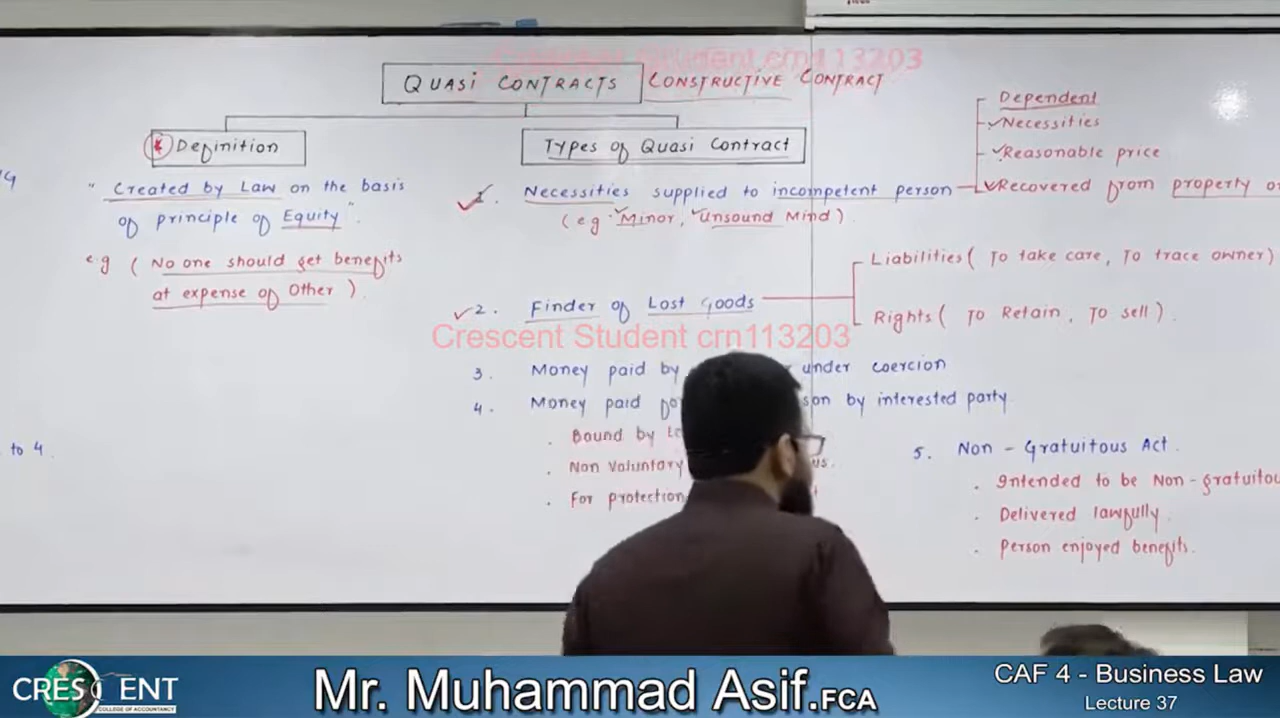 Crescent Student crnd 13203
QUASI CONTRACTS CONSTRUCTIVE CONTRACT
Definition
Types of Quasi Contract
Dependent
Necessities
Reasonable price
Recovered from property
" Created by Law on the basis
of principle of Equity"
e.g ( No one should get benefits
at expense of Other )
1. Necessities supplied to incompetent person
(eg. Minor, Unsound Mind)
2. Finder of Lost Goods
Liabilities ( To take care, To trace owner)
Rights ( To Retain, To sell ).
Crescent Student crn113203
3. Money paid by under coercion
4. Money paid by interested party
. Bound by
. Non Voluntary
. For protection
to 4
5. Non - Gratuitous Act.
. Intended to be Non-
. Delivered lawfully
. Person enjoyed benefits.
CRESCENT
COLLEGE OF ACCOUNTANCY
Mr. Muhammad Asif.FCA
CAF 4 - Business Law
Lecture 37